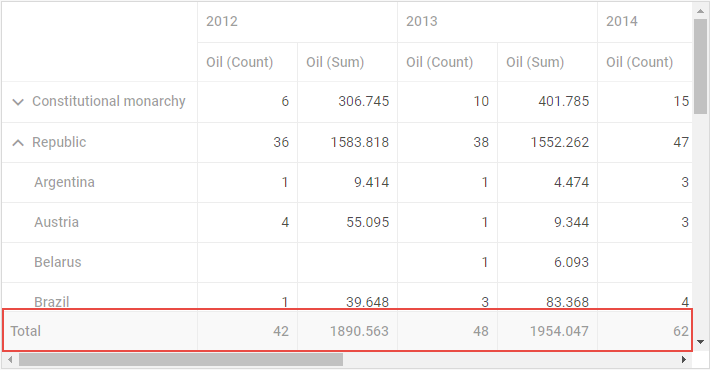 2012 2013 2014
Oil (Count) Oil (Sum) Oil (Count) Oil (Sum) Oil (Count)
Constitutional monarchy 6 306.745 10 401.785 15
Republic 36 1583.818 38 1552.262 47
Argentina 1 9.414 1 4.474 3
Austria 4 55.095 1 9.344 3
Belarus 1 6.093
Brazil 1 39.648 3 83.368 4
Total 42 1890.563 48 1954.047 62